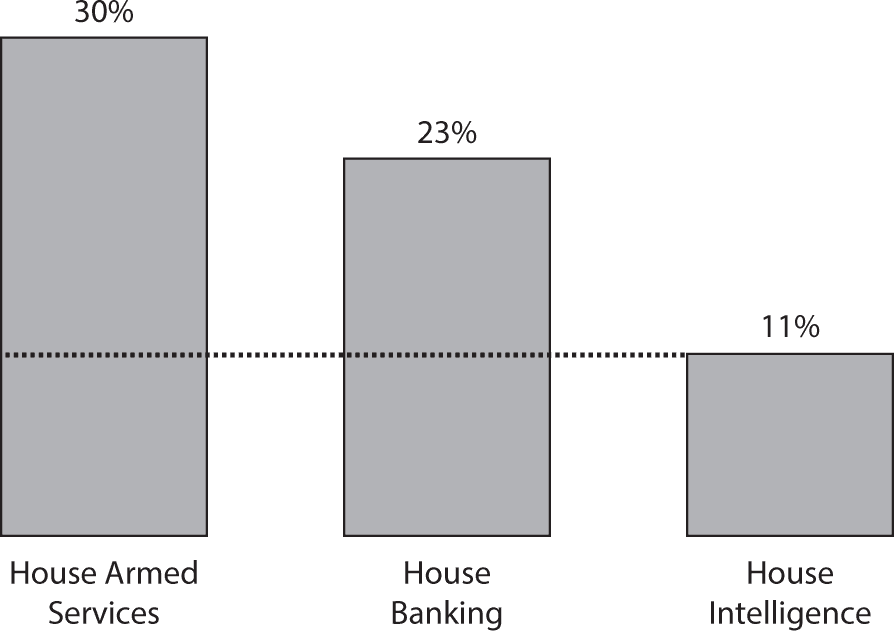 30%
23%
11%
House Armed
Services
House
Banking
House
Intelligence